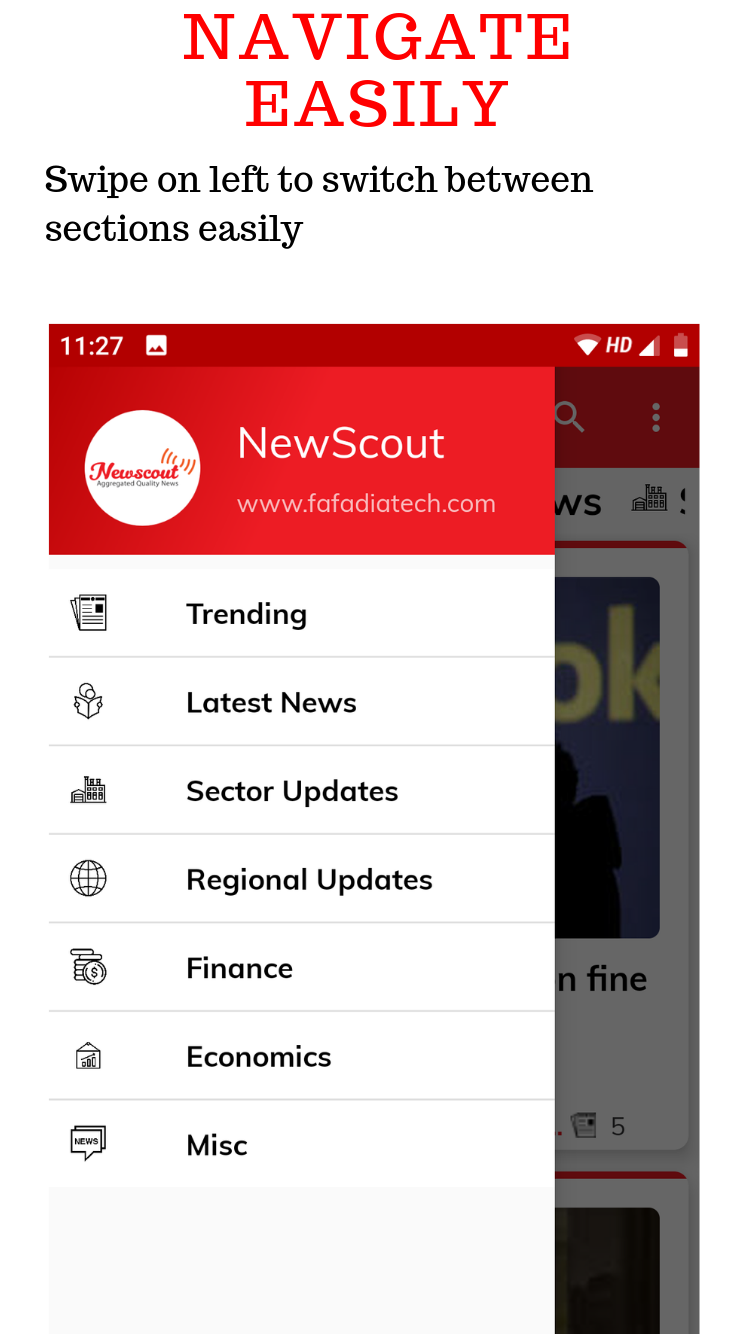 NAVIGATE
EASILY
Swipe on left to switch between
sections easily
11:27 HD
Newscout
Aggregated Quality News
NewScout
www.fafadiatech.com
ws
Trending
Latest News
Sector Updates
Regional Updates
Finance
n fine
Economics
5
NEWS
Misc